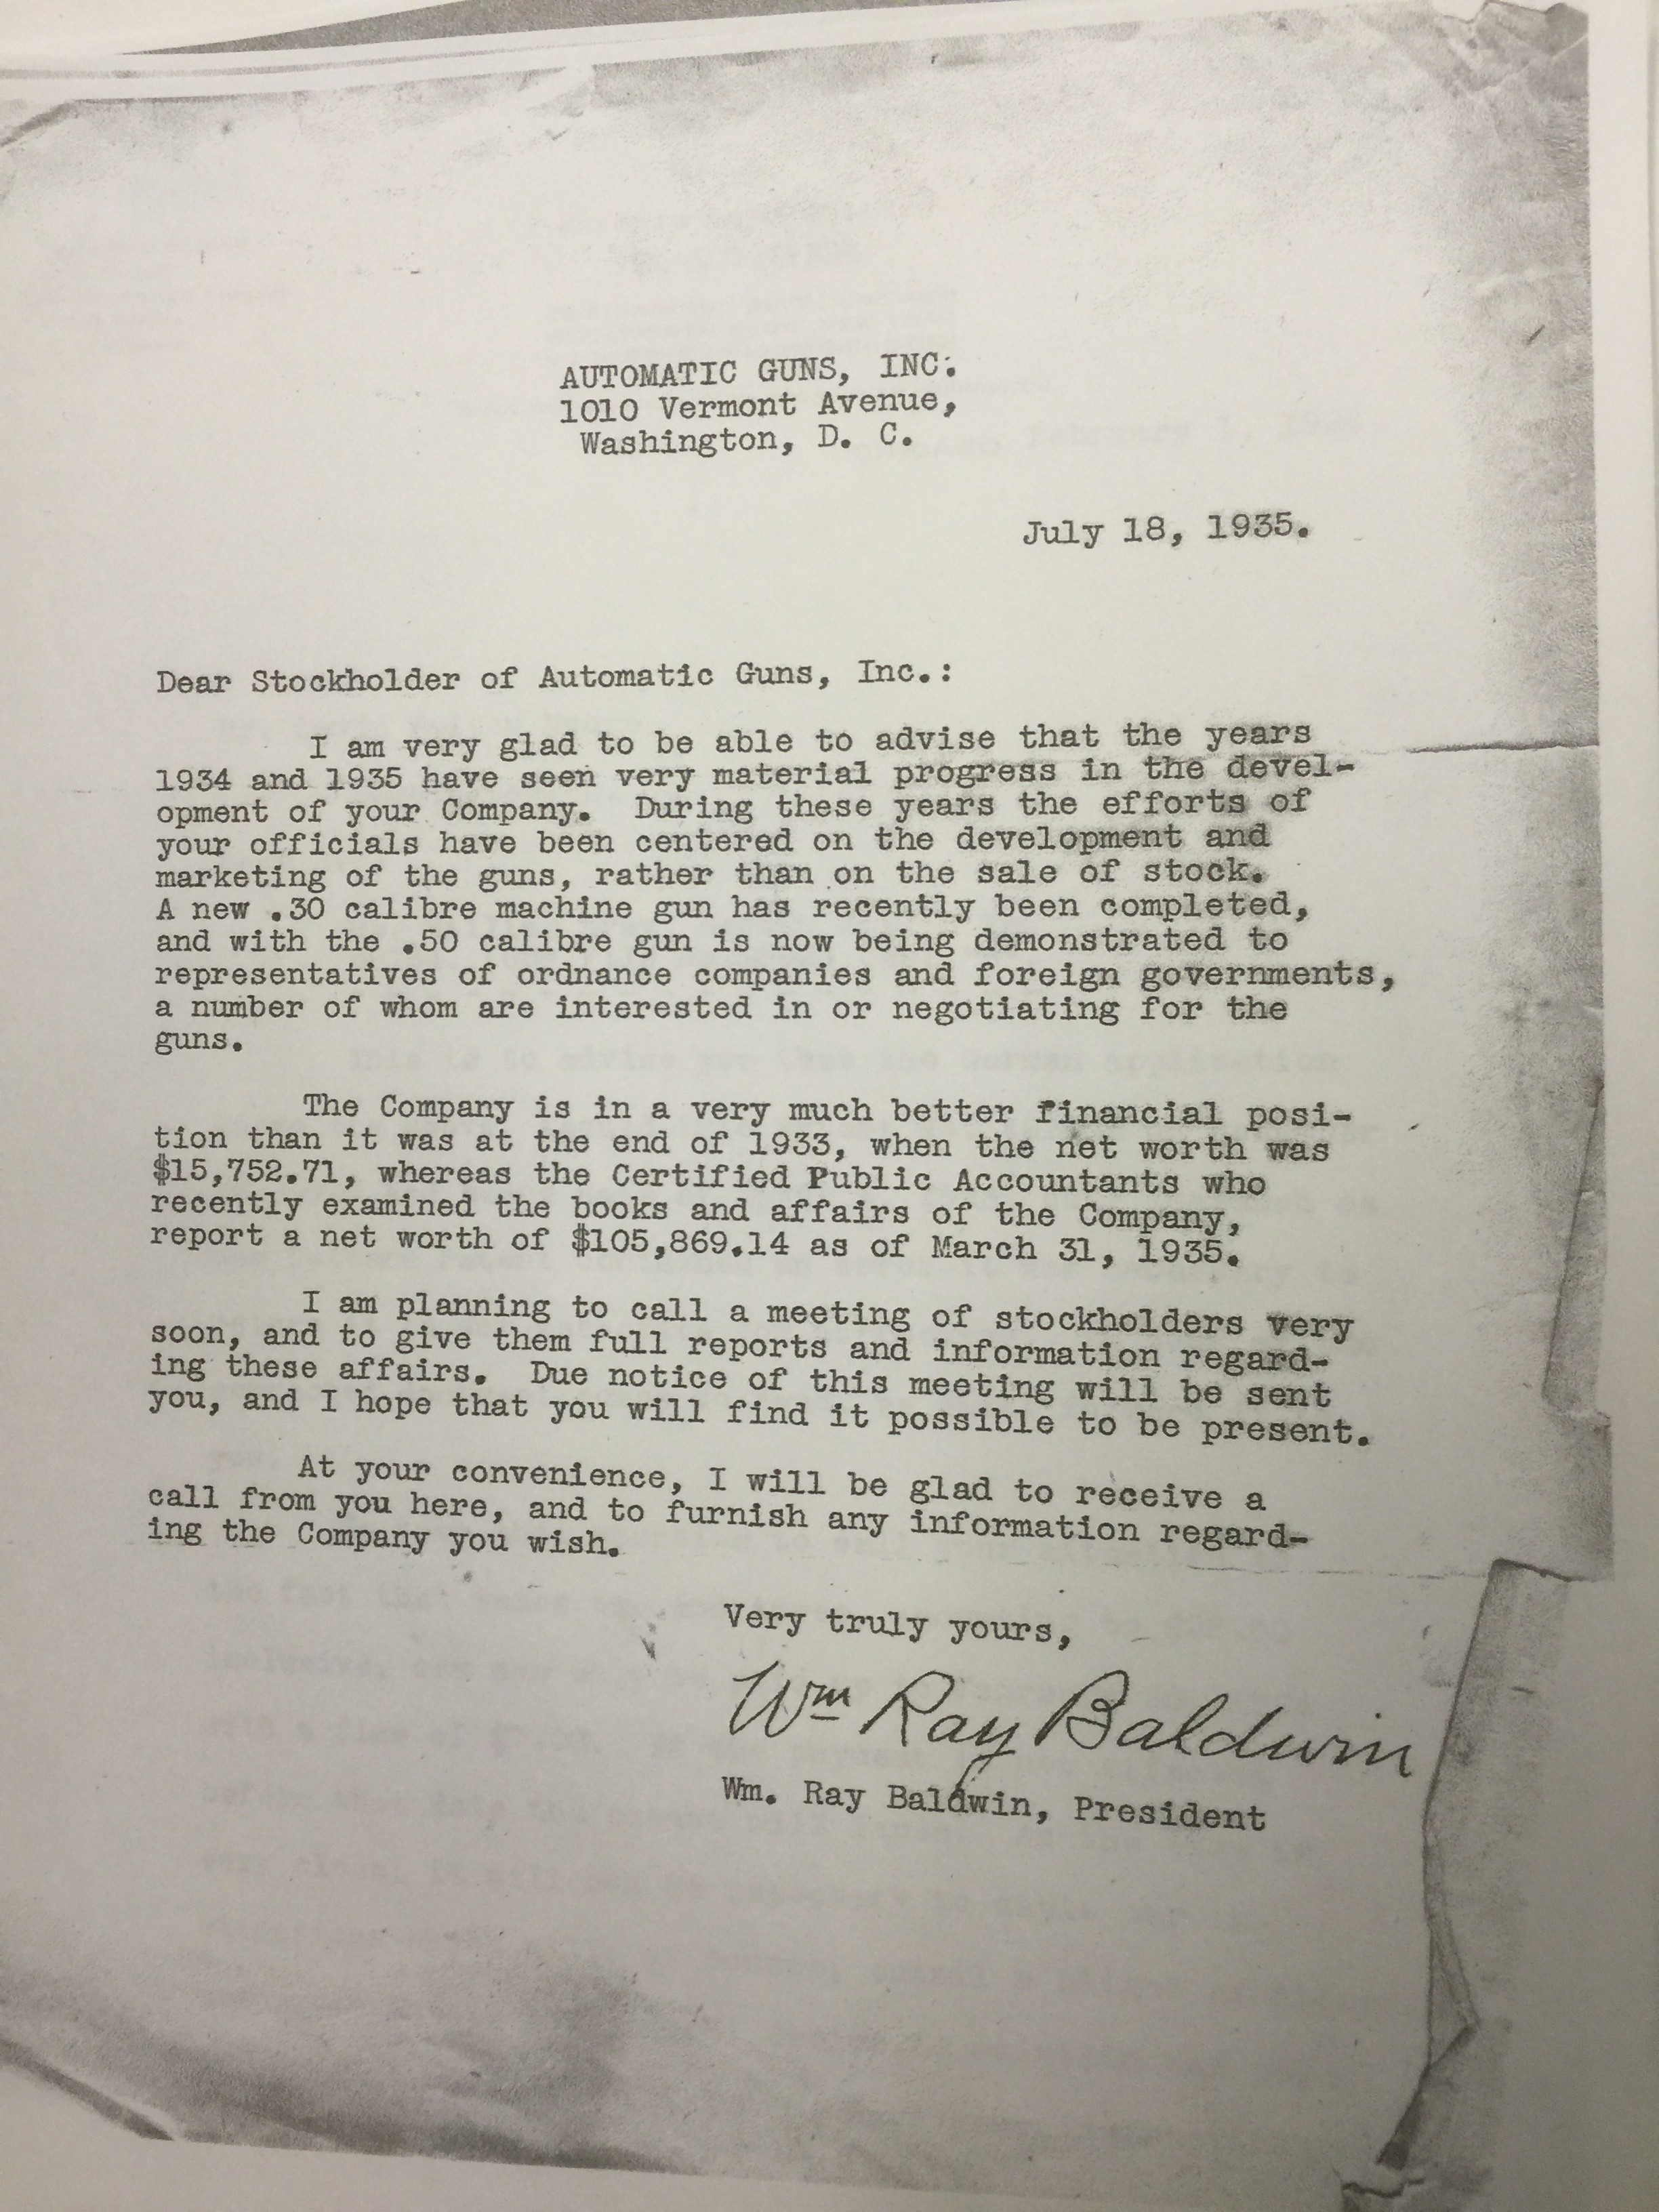 AUTOMATIC GUNS, INC.
1010 Vermont Avenue,
Washington, D. C.
July 18, 1935.
Dear Stockholder of Automatic Guns, Inc.:
I am very glad to be able to advise that the years
1934 and 1935 have seen very material progress in the devel-
opment of your Company. During these years the efforts of
your officials have been centered on the development and
marketing of the guns, rather than on the sale of stock.
A new .30 calibre machine gun has recently been completed,
and with the .50 calibre gun is now being demonstrated to
representatives of ordnance companies and foreign governments,
a number of whom are interested in or negotiating for the
guns.
The Company is in a very much better financial posi-
tion than it was at the end of 1933, when the net worth was
$15,752.71, whereas the Certified Public Accountants who
recently examined the books and affairs of the Company,
report a net worth of $105,869.14 as of March 31, 1935.
I am planning to call a meeting of stockholders very
soon, and to give them full reports and information regard-
ing these affairs. Due notice of this meeting will be sent
you, and I hope that you will find it possible to be present.
At your convenience, I will be glad to receive a
call from you here, and to furnish any information regard-
ing the Company you wish.
Very truly yours,
Wm Ray Baldwin
Wm. Ray Baldwin, President